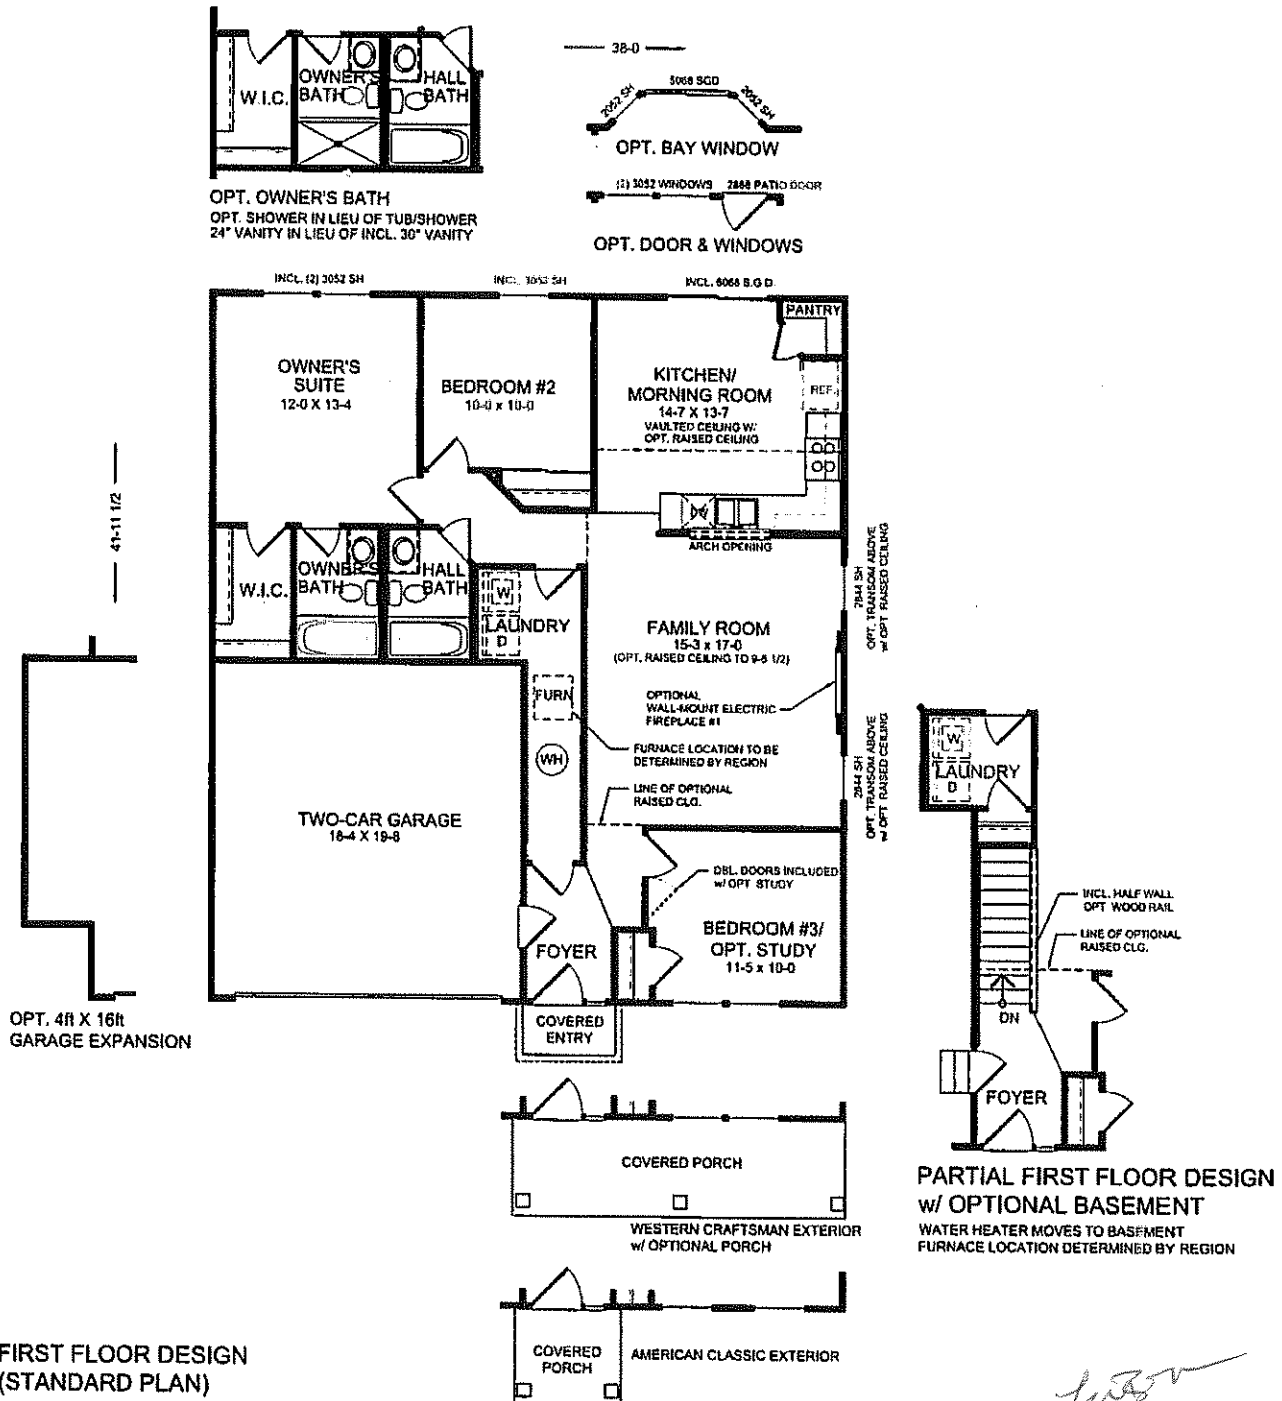 W.I.C.
OWNER'S
BATH
HALL
BATH
OPT. OWNER'S BATH
OPT. SHOWER IN LIEU OF TUB/SHOWER
24" VANITY IN LIEU OF INCL. 30" VANITY
38-0
2052 SH
5068 SGD
2052 SH
OPT. BAY WINDOW
(2) 3052 WINDOWS
2868 PATIO DOOR
OPT. DOOR & WINDOWS
INCL. (2) 3052 SH
INCL. 3052 SH
INCL. 6068 S.G.D.
OWNER'S
SUITE
12-0 X 13-4
BEDROOM #2
10-0 x 10-0
KITCHEN/
MORNING ROOM
14-7 X 13-7
VAULTED CEILING W/
OPT. RAISED CEILING
PANTRY
REF.
DW
ARCH OPENING
41-11 1/2
W.I.C.
OWNER'S
BATH
HALL
BATH
W
LAUNDRY
D
FAMILY ROOM
15-3 x 17-0
(OPT. RAISED CEILING TO 9-6 1/2)
2844 SH
OPT. TRANSOM ABOVE
w/ OPT RAISED CEILING
OPTIONAL
WALL-MOUNT ELECTRIC
FIREPLACE #1
FURN
FURNACE LOCATION TO BE
DETERMINED BY REGION
WH
LINE OF OPTIONAL
RAISED CLG.
2844 SH
OPT. TRANSOM ABOVE
w/ OPT RAISED CEILING
TWO-CAR GARAGE
18-4 X 19-8
DBL. DOORS INCLUDED
w/ OPT STUDY
BEDROOM #3/
OPT. STUDY
11-5 x 10-0
FOYER
COVERED
ENTRY
OPT. 4ft X 16ft
GARAGE EXPANSION
W
LAUNDRY
D
INCL. HALF WALL
OPT WOOD RAIL
LINE OF OPTIONAL
RAISED CLG.
DN
FOYER
PARTIAL FIRST FLOOR DESIGN
w/ OPTIONAL BASEMENT
WATER HEATER MOVES TO BASEMENT
FURNACE LOCATION DETERMINED BY REGION
COVERED PORCH
WESTERN CRAFTSMAN EXTERIOR
w/ OPTIONAL PORCH
COVERED
PORCH
AMERICAN CLASSIC EXTERIOR
FIRST FLOOR DESIGN
(STANDARD PLAN)